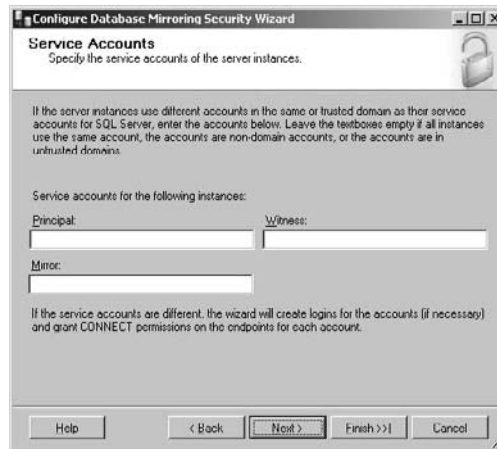 Configure Database Mirroring Security Wizard
Service Accounts
Specify the service accounts of the server instances.
If the server instances use different accounts in the same or trusted domain as their service
accounts for SQL Server, enter the accounts below. Leave the textboxes empty if all instances
use the same account, the accounts are non-domain accounts, or the accounts are in
untrusted domains.
Service accounts for the following instances:
Principal: Witness:
Mirror:
If the service accounts are different, the wizard will create logins for the accounts (if necessary)
and grant CONNECT permissions on the endpoints for each account.
Help < Back Next > Finish >>| Cancel